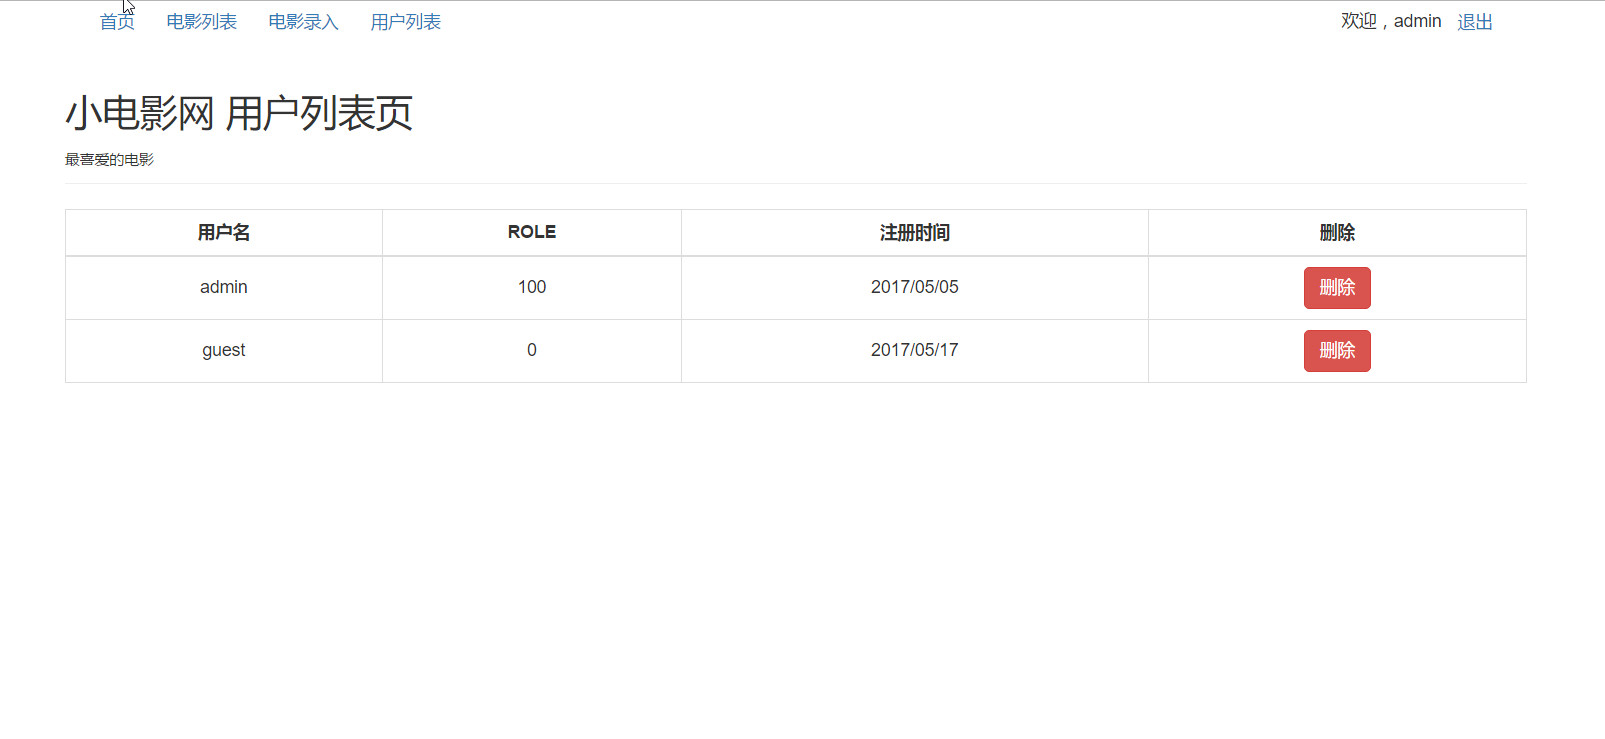 首页 电影列表 电影录入 用户列表 欢迎，admin 退出
小电影网 用户列表页
最喜爱的电影
用户名 ROLE 注册时间 删除
admin 100 2017/05/05 删除
guest 0 2017/05/17 删除